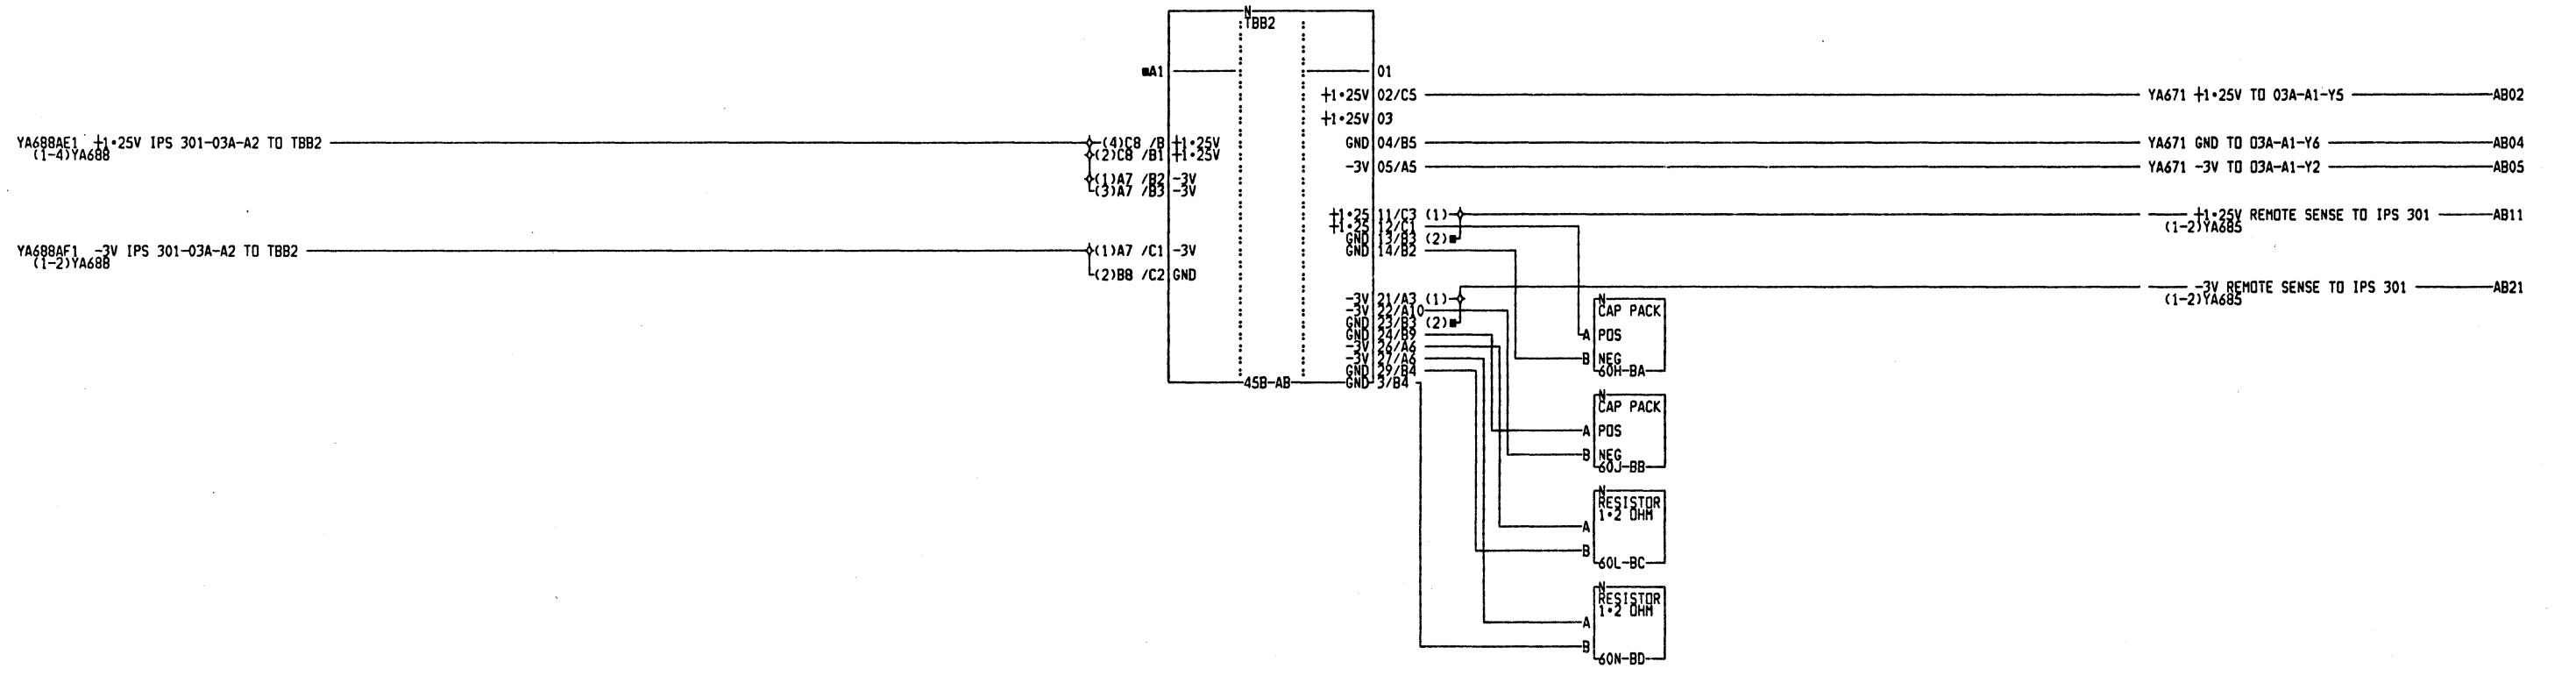 N
TBB2
■A1
01
+1•25V 02/C5
YA671 +1•25V TO 03A-A1-Y5
AB02
+1•25V 03
YA688AE1 +1•25V IPS 301-03A-A2 TO TBB2
(1-4)YA688
(4)C8 /B +1•25V
(2)C8 /B1 +1•25V
(1)A7 /B2 -3V
(3)A7 /B3 -3V
GND 04/B5
YA671 GND TO 03A-A1-Y6
AB04
-3V 05/A5
YA671 -3V TO 03A-A1-Y2
AB05
+1•25 11/C3 (1)
+1•25V REMOTE SENSE TO IPS 301
AB11
(1-2)YA685
+1•25 12/C1
GND 13/B3 (2)■
GND 14/B2
YA688AF1 -3V IPS 301-03A-A2 TO TBB2
(1-2)YA688
(1)A7 /C1 -3V
(2)B8 /C2 GND
-3V REMOTE SENSE TO IPS 301
AB21
(1-2)YA685
-3V 21/A3 (1)
-3V 22/A10
GND 23/B3 (2)■
GND 24/B9
-3V 26/A6
-3V 27/A6
GND 29/B4
GND 3/B4
45B-AB
N
CAP PACK
A POS
B NEG
60H-BA
N
CAP PACK
A POS
B NEG
60J-BB
N
RESISTOR
1•2 OHM
A
B
60L-BC
N
RESISTOR
1•2 OHM
A
B
60N-BD